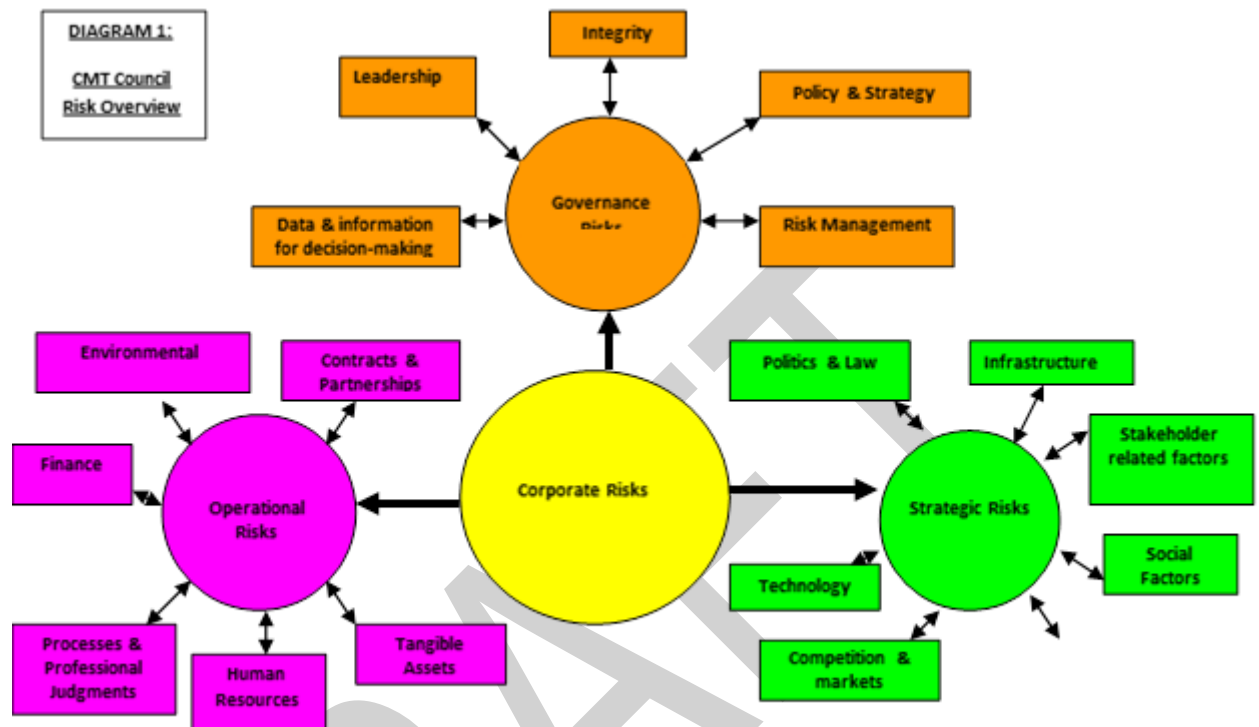 DIAGRAM 1:
CMT Council
Risk Overview
Integrity
Leadership
Policy & Strategy
Governance
Risks
Data & information
for decision-making
Risk Management
Environmental
Contracts &
Partnerships
Politics & Law
Infrastructure
Finance
Stakeholder
related factors
Operational
Risks
Corporate Risks
Strategic Risks
Technology
Social
Factors
Processes &
Professional
Judgments
Human
Resources
Tangible
Assets
Competition &
markets
DRAFT